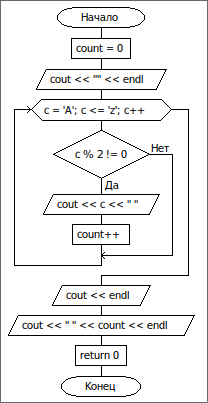 Начало
count = 0
cout << "" << endl
c = 'A'; c <= 'z'; c++
c % 2 != 0
Нет
Да
cout << c << " "
count++
cout << endl
cout << " " << count << endl
return 0
Конец